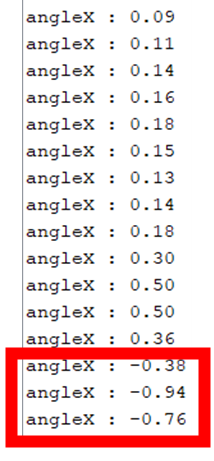 angleX : 0.09
angleX : 0.11
angleX : 0.14
angleX : 0.16
angleX : 0.18
angleX : 0.15
angleX : 0.13
angleX : 0.14
angleX : 0.18
angleX : 0.30
angleX : 0.50
angleX : 0.50
angleX : 0.36
angleX : -0.38
angleX : -0.94
angleX : -0.76